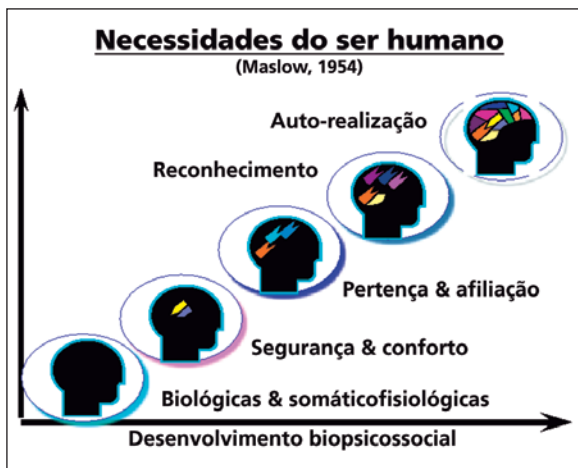 Necessidades do ser humano
(Maslow, 1954)
Auto-realização
Reconhecimento
Pertença & afiliação
Segurança & conforto
Biológicas & somáticofisiológicas
Desenvolvimento biopsicossocial